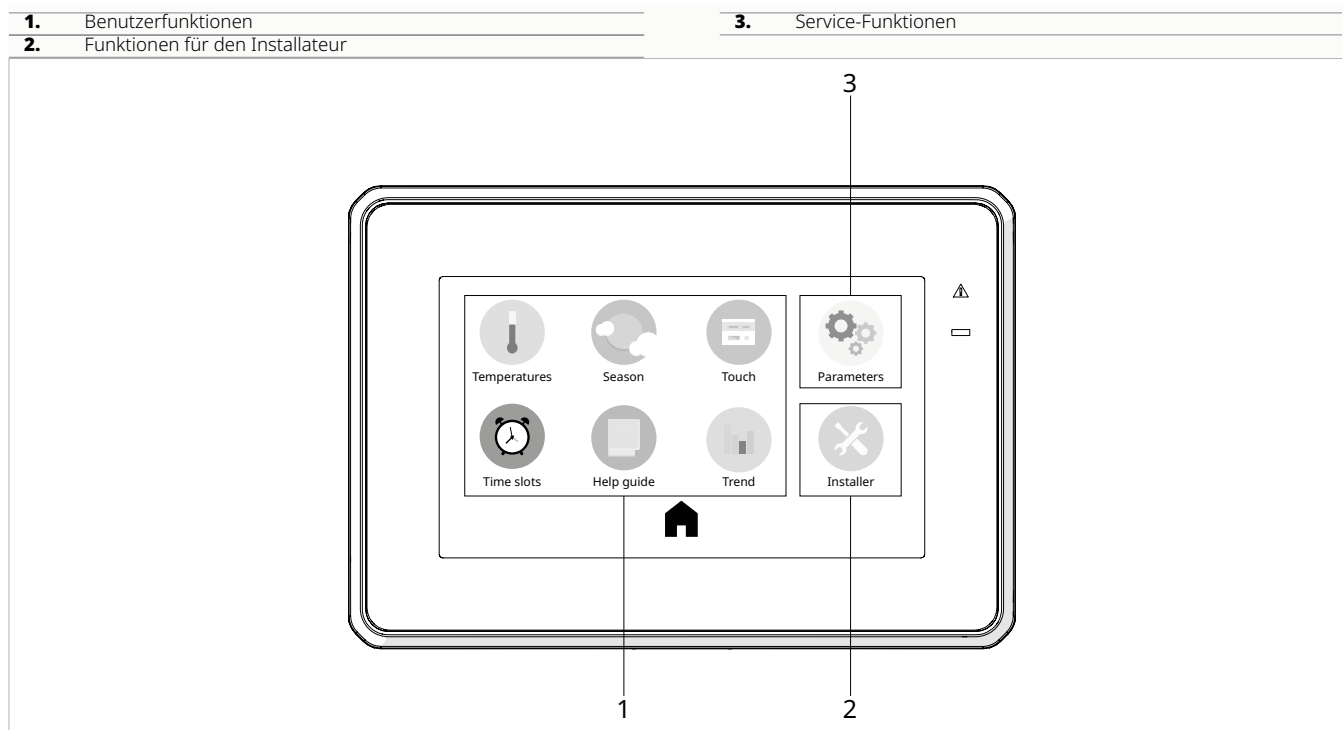 1. Benutzerfunktionen
2. Funktionen für den Installateur
3. Service-Funktionen
3
Temperatures Season Touch Parameters
Time slots Help guide Trend Installer
1 2